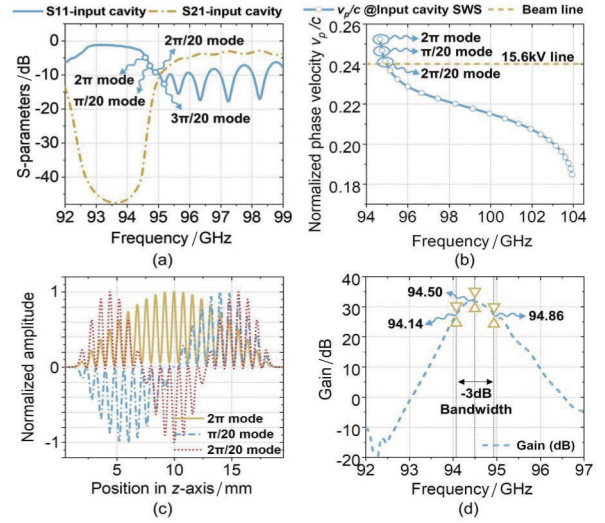 S11-input cavity
S21-input cavity
0
-10
-20
-30
-40
S-parameters / dB
2π/20 mode
2π mode
π/20 mode
3π/20 mode
92 93 94 95 96 97 98 99
Frequency / GHz
(a)
vp/c @Input cavity SWS
Beam line
0.26
0.24
0.22
0.20
0.18
Normalized phase velocity vp/c
2π mode
π/20 mode
15.6kV line
2π/20 mode
94 96 98 100 102 104
Frequency / GHz
(b)
1
0
-1
Normalized amplitude
2π mode
π/20 mode
2π/20 mode
5 10 15
Position in z-axis / mm
(c)
40
35
30
20
10
0
-10
-20
Gain / dB
94.50
94.14
94.86
-3dB
Bandwidth
Gain (dB)
92 93 94 95 96 97
Frequency / GHz
(d)